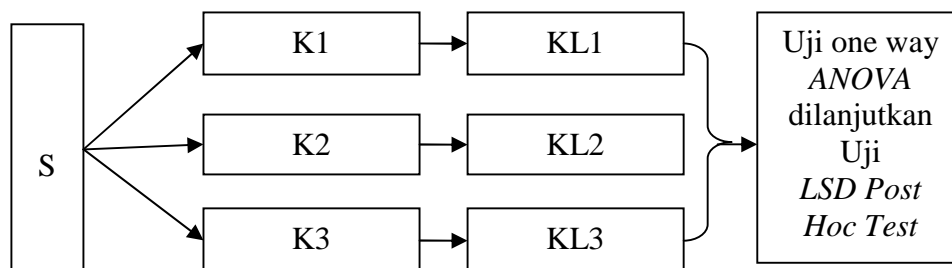 S
K1
K2
K3
KL1
KL2
KL3
Uji one way
ANOVA
dilanjutkan
Uji
LSD Post
Hoc Test